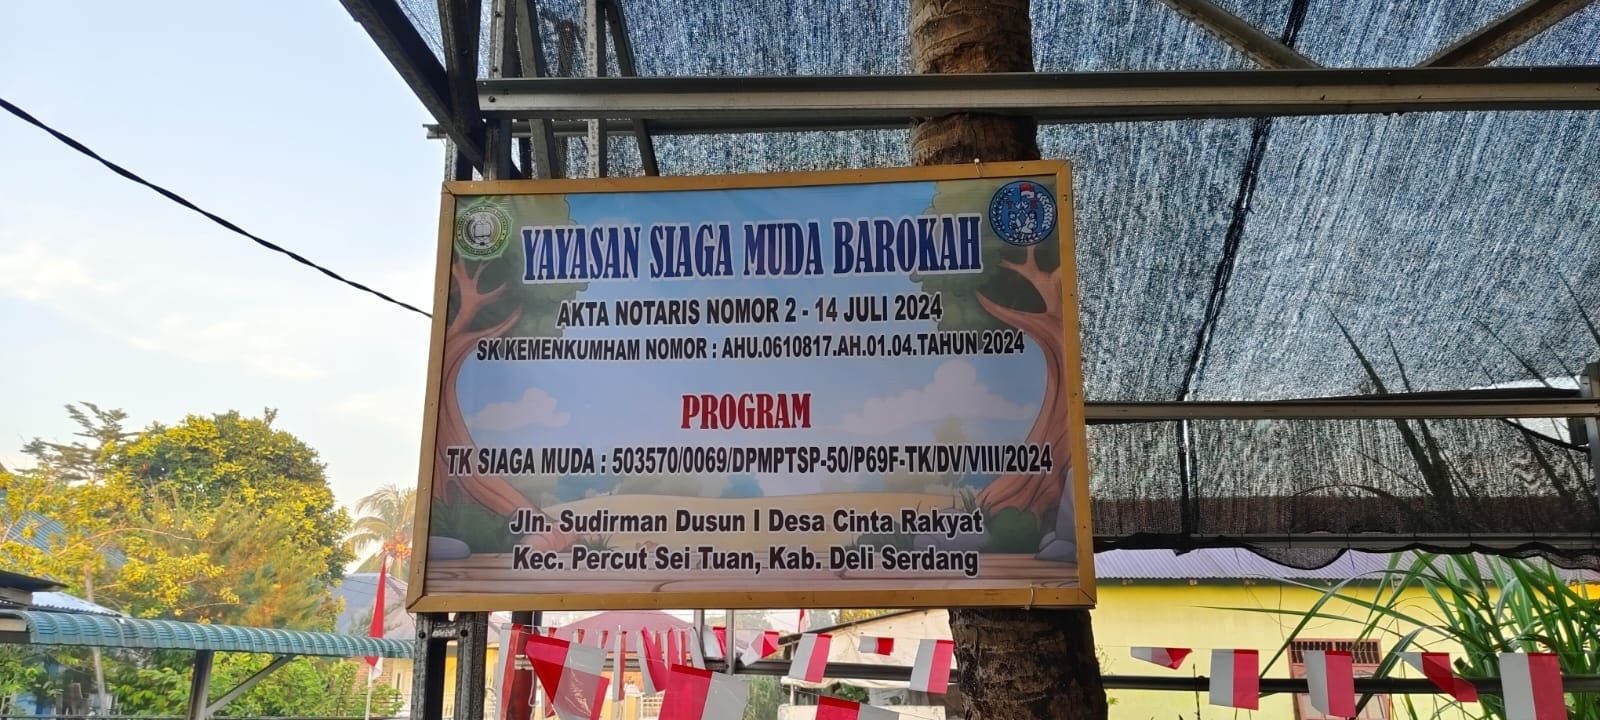 YAYASAN SIAGA MUDA BAROKAH
AKTA NOTARIS NOMOR 2 - 14 JULI 2024
SK KEMENKUMHAM NOMOR : AHU.0610817.AH.01.04.TAHUN 2024
PROGRAM
TK SIAGA MUDA : 503570/0069/DPMPTSP-50/P69F-TK/DV/VIII/2024
Jln. Sudirman Dusun I Desa Cinta Rakyat
Kec. Percut Sei Tuan, Kab. Deli Serdang